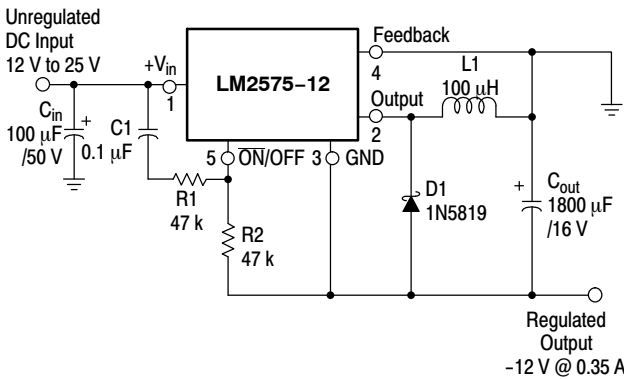 Unregulated
DC Input
12 V to 25 V
+Vin
1
LM2575−12
Feedback
4
L1
100 μH
Output
2
Cin
100 μF
/50 V
+
C1
0.1 μF
5
ON/OFF
3
GND
R1
47 k
R2
47 k
D1
1N5819
+
Cout
1800 μF
/16 V
Regulated
Output
−12 V @ 0.35 A